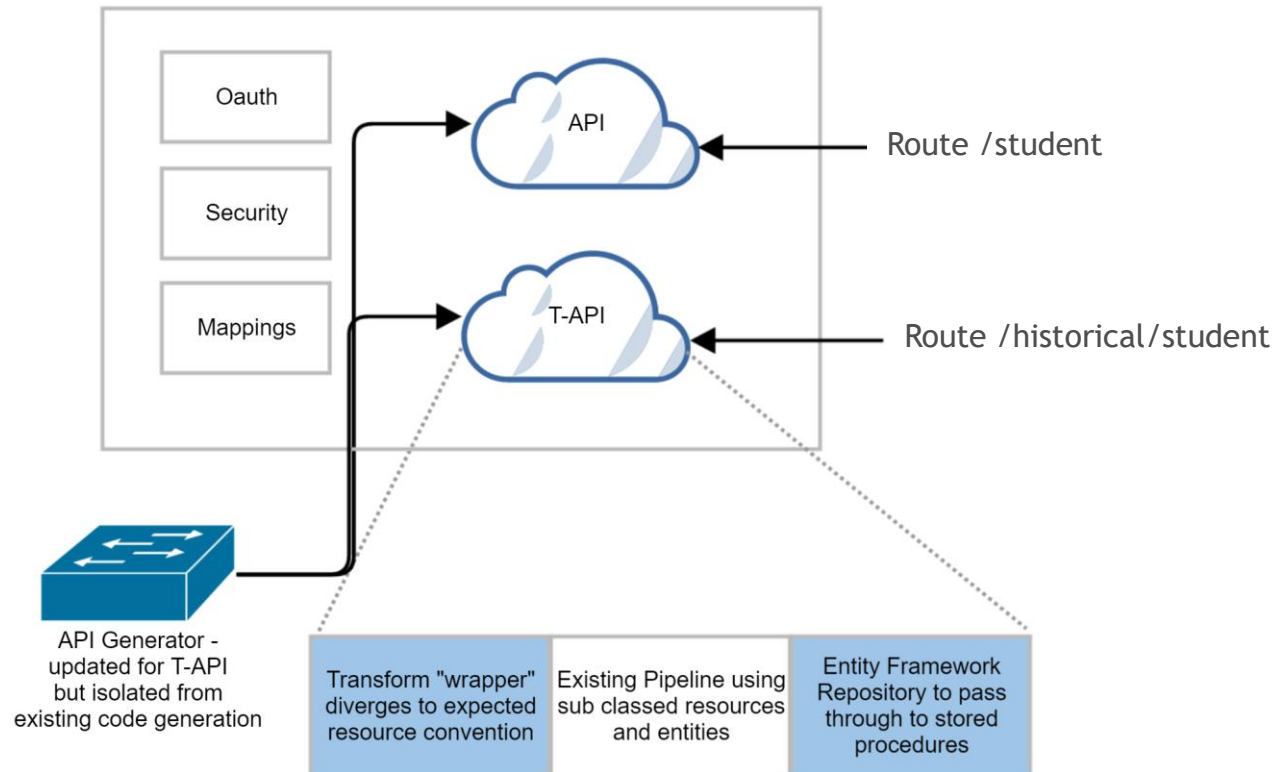 Oauth
Security
Mappings
API
T-API
Route /student
Route /historical/student
API Generator -
updated for T-API
but isolated from
existing code generation
Transform "wrapper"
diverges to expected
resource convention
Existing Pipeline using
sub classed resources
and entities
Entity Framework
Repository to pass
through to stored
procedures